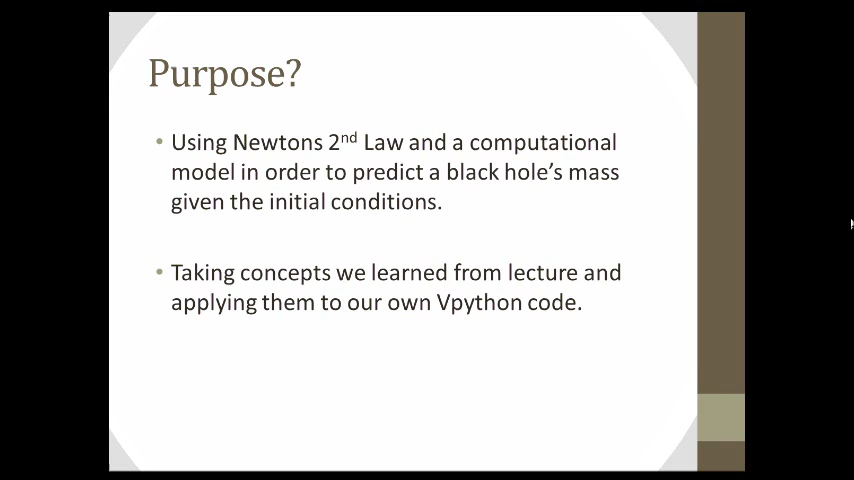 Purpose?
• Using Newtons 2nd Law and a computational
model in order to predict a black hole’s mass
given the initial conditions.
• Taking concepts we learned from lecture and
applying them to our own Vpython code.